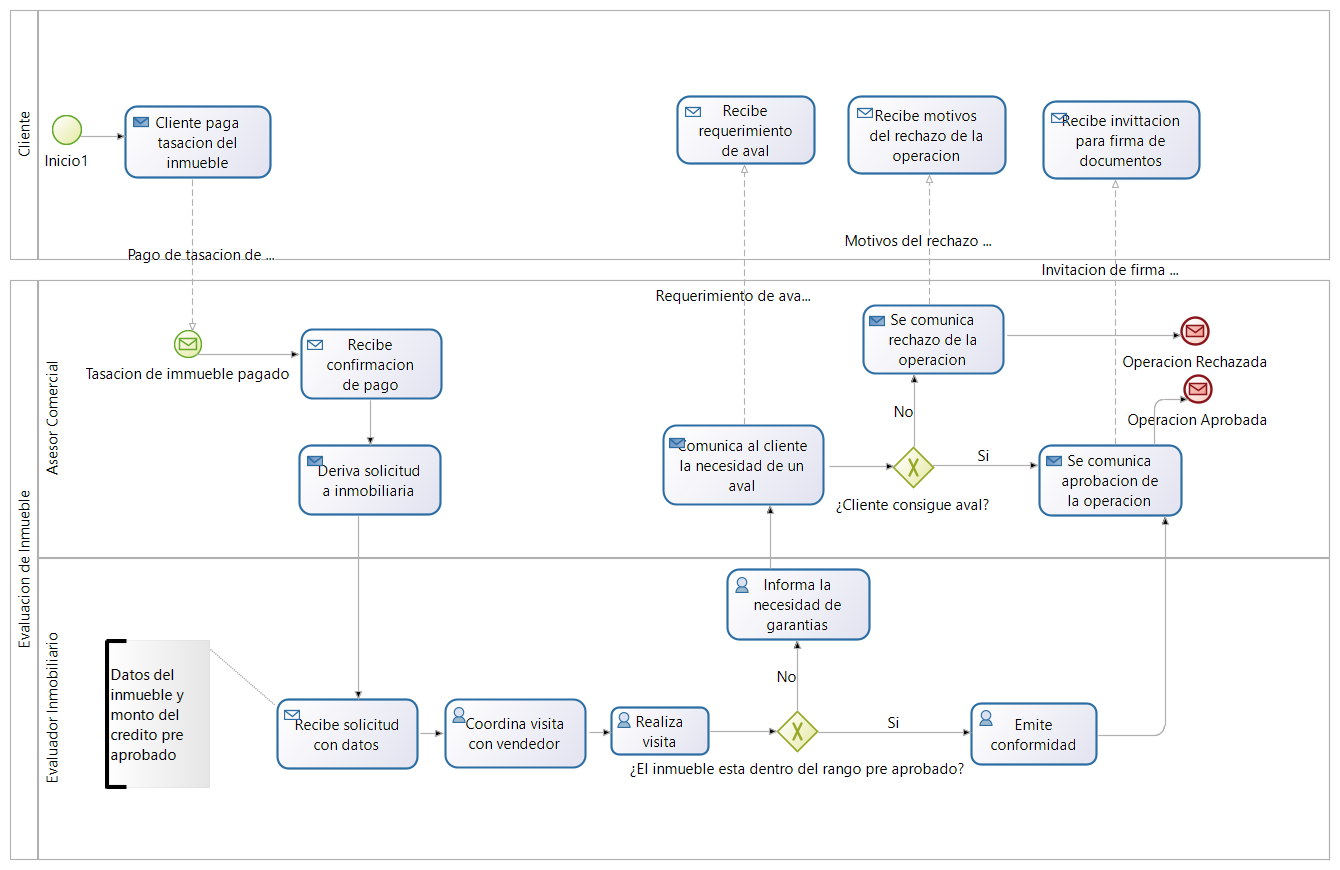 Cliente
Inicio1
Cliente paga
tasacion del
inmueble
Recibe
requerimiento
de aval
Recibe motivos
del rechazo de la
operacion
Recibe invittacion
para firma de
documentos
Pago de tasacion de ...
Motivos del rechazo ...
Invitacion de firma ...
Requerimiento de ava...
Evaluacion de Inmueble
Asesor Comercial
Tasacion de immueble pagado
Recibe
confirmacion
de pago
Deriva solicitud
a inmobiliaria
Se comunica
rechazo de la
operacion
Operacion Rechazada
Operacion Aprobada
No
Comunica al cliente
la necesidad de un
aval
¿Cliente consigue aval?
Si
Se comunica
aprobacion de
la operacion
Evaluador Inmobiliario
Informa la
necesidad de
garantias
No
Datos del
inmueble y
monto del
credito pre
aprobado
Recibe solicitud
con datos
Coordina visita
con vendedor
Realiza
visita
¿El inmueble esta dentro del rango pre aprobado?
Si
Emite
conformidad